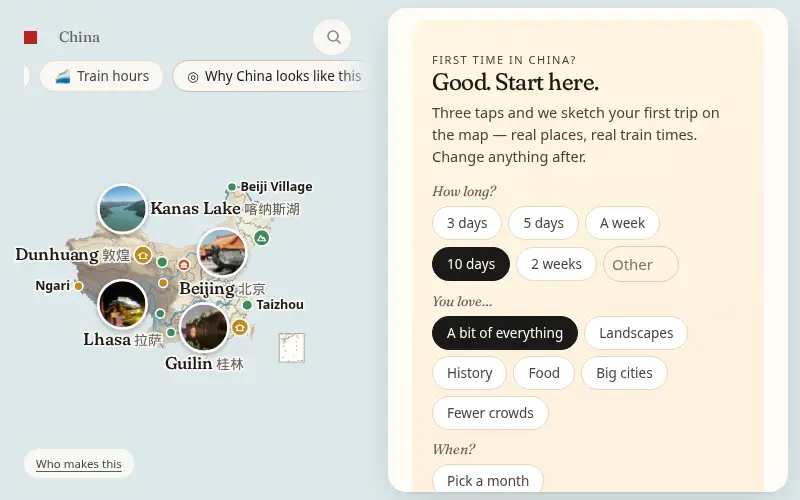 China
Train hours
Why China looks like this
Beiji Village
Kanas Lake 喀纳斯湖
Dunhuang 敦煌
Beijing 北京
Ngari
Taizhou
Lhasa 拉萨
Guilin 桂林
Who makes this
FIRST TIME IN CHINA?
Good. Start here.
Three taps and we sketch your first trip on
the map — real places, real train times.
Change anything after.
How long?
3 days
5 days
A week
10 days
2 weeks
Other
You love...
A bit of everything
Landscapes
History
Food
Big cities
Fewer crowds
When?
Pick a month